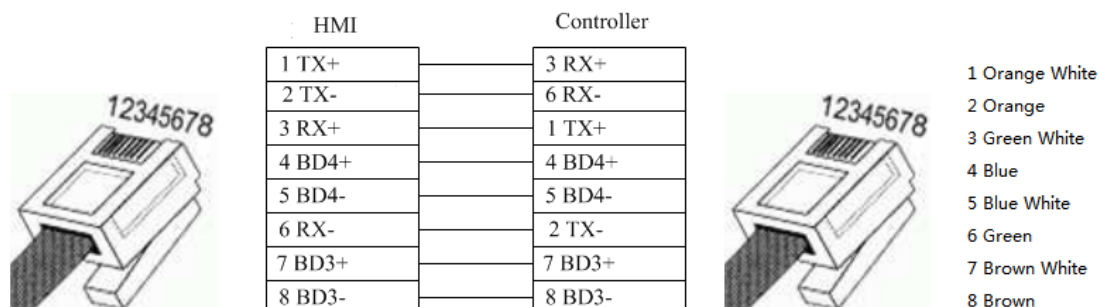 HMI
Controller
1 TX+
3 RX+
2 TX-
6 RX-
3 RX+
1 TX+
4 BD4+
4 BD4+
5 BD4-
5 BD4-
6 RX-
2 TX-
7 BD3+
7 BD3+
8 BD3-
8 BD3-
12345678
12345678
1 Orange White
2 Orange
3 Green White
4 Blue
5 Blue White
6 Green
7 Brown White
8 Brown